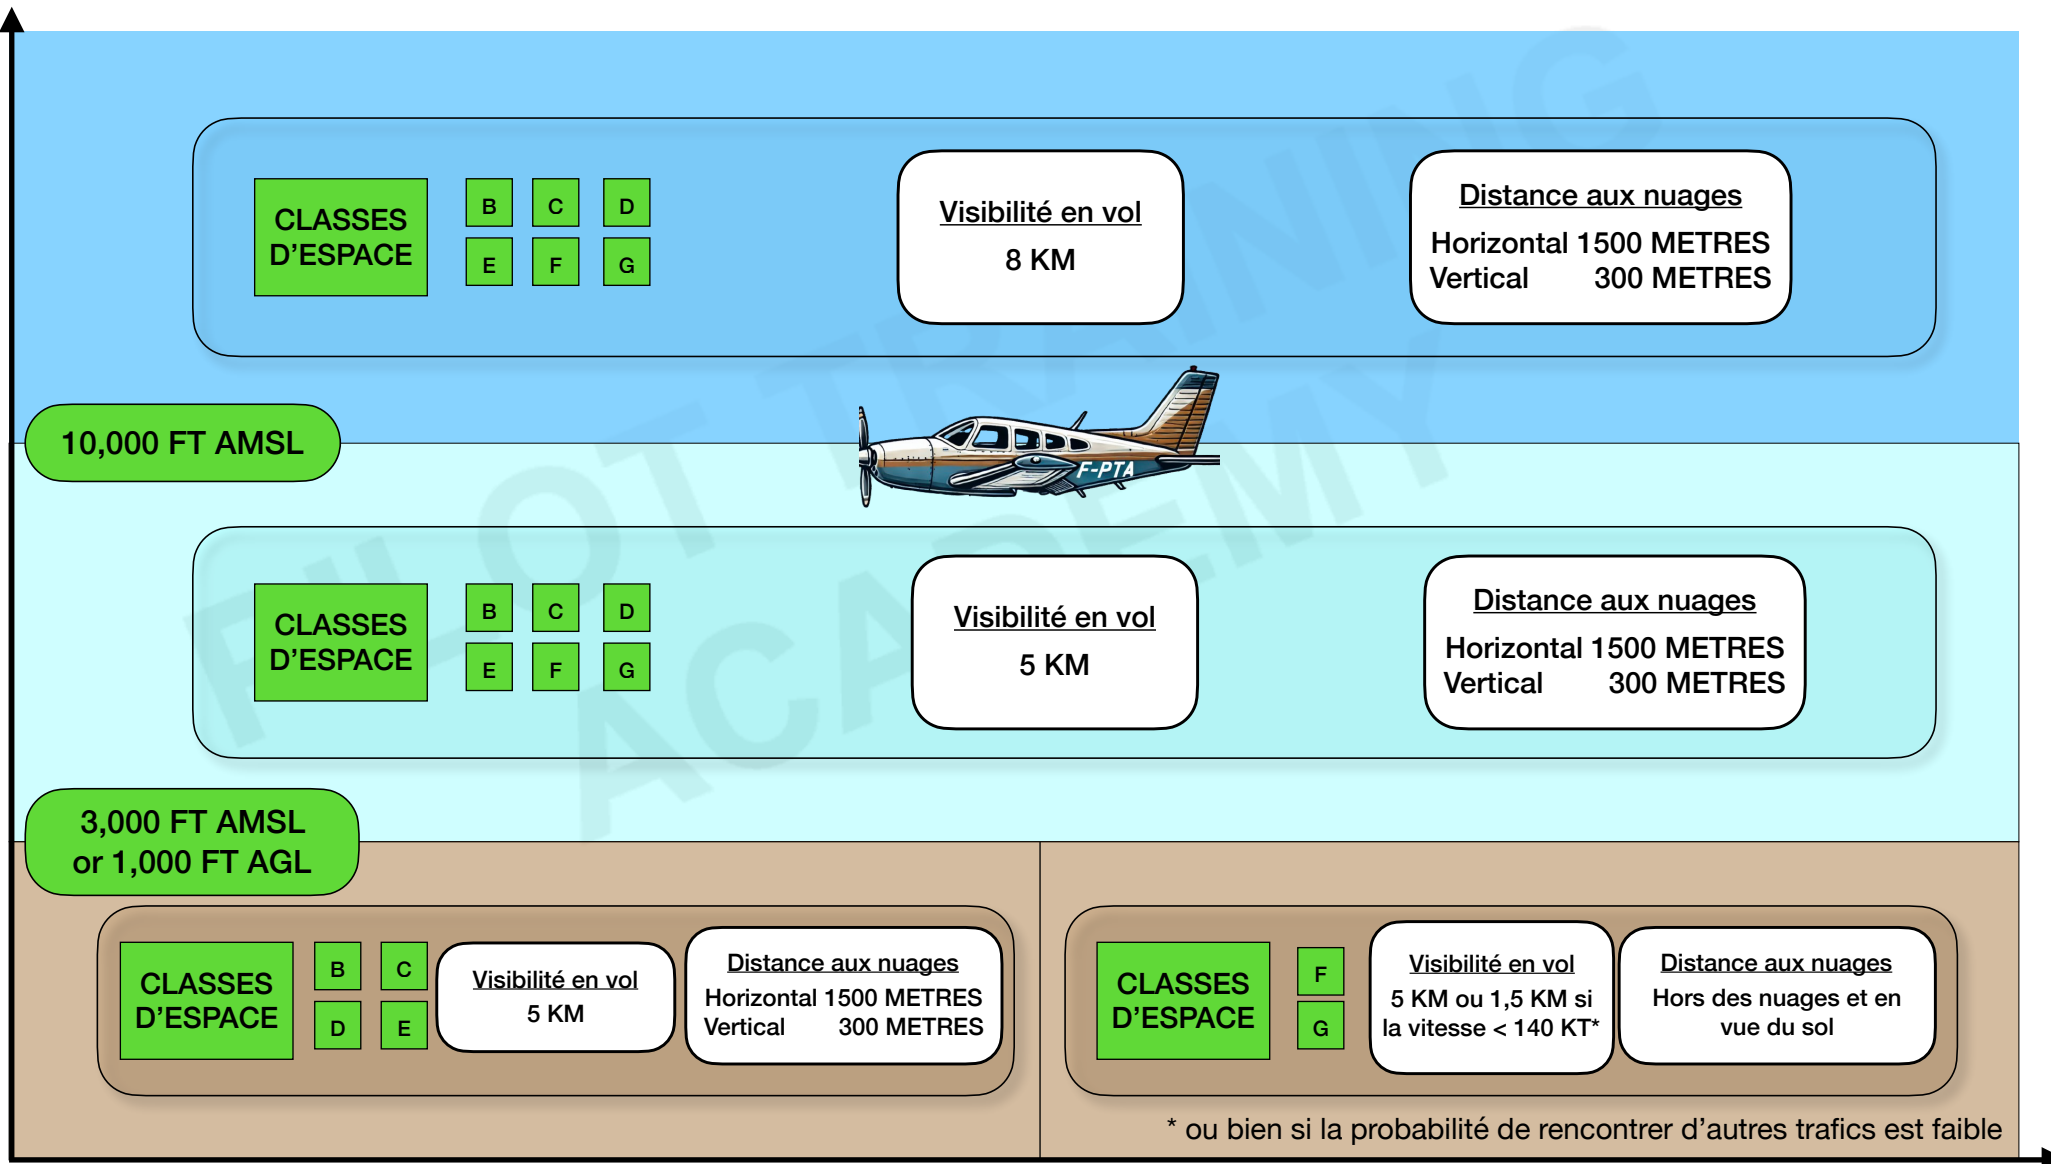 CLASSES
D'ESPACE
B C D
E F G
Visibilité en vol
8 KM
Distance aux nuages
Horizontal 1500 METRES
Vertical 300 METRES
10,000 FT AMSL
F-PTA
CLASSES
D'ESPACE
B C D
E F G
Visibilité en vol
5 KM
Distance aux nuages
Horizontal 1500 METRES
Vertical 300 METRES
PILOT TRAINING
ACADEMY
3,000 FT AMSL
or 1,000 FT AGL
CLASSES
D'ESPACE
B C
D E
Visibilité en vol
5 KM
Distance aux nuages
Horizontal 1500 METRES
Vertical 300 METRES
CLASSES
D'ESPACE
F
G
Visibilité en vol
5 KM ou 1,5 KM si
la vitesse < 140 KT*
Distance aux nuages
Hors des nuages et en
vue du sol
* ou bien si la probabilité de rencontrer d'autres trafics est faible